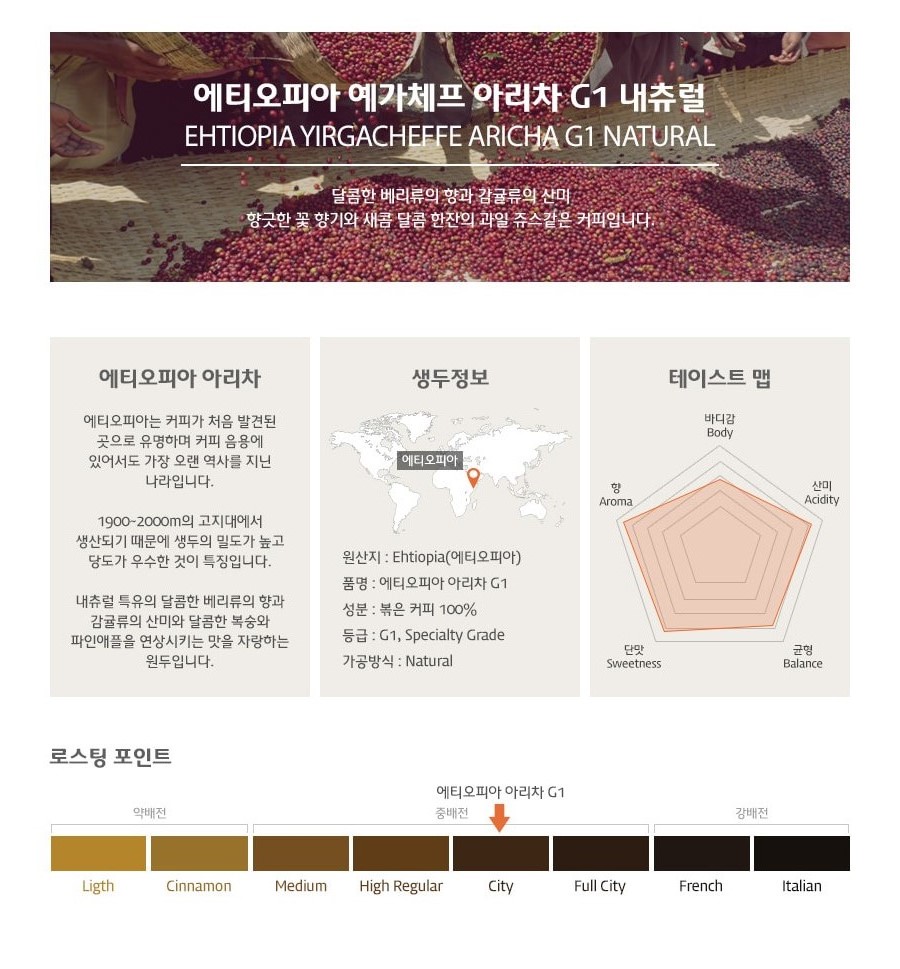 에티오피아 예가체프 아리차 G1 내츄럴
EHTIOPIA YIRGACHEFFE ARICHA G1 NATURAL
달콤한 베리류의 향과 감귤류의 산미
향긋한 꽃 향기와 새콤 달콤 한잔의 과일 쥬스같은 커피입니다.
에티오피아 아리차
에티오피아는 커피가 처음 발견된
곳으로 유명하며 커피 음용에
있어서도 가장 오랜 역사를 지닌
나라입니다.
1900~2000m의 고지대에서
생산되기 때문에 생두의 밀도가 높고
당도가 우수한 것이 특징입니다.
내츄럴 특유의 달콤한 베리류의 향과
감귤류의 산미와 달콤한 복숭와
파인애플을 연상시키는 맛을 자랑하는
원두입니다.
생두정보
에티오피아
원산지 : Ehtiopia(에티오피아)
품명 : 에티오피아 아리차 G1
성분 : 볶은 커피 100%
등급 : G1, Specialty Grade
가공방식 : Natural
테이스트 맵
바디감
Body
향
Aroma
산미
Acidity
단맛
Sweetness
균형
Balance
로스팅 포인트
에티오피아 아리차 G1
약배전
중배전
강배전
Ligth
Cinnamon
Medium
High Regular
City
Full City
French
Italian